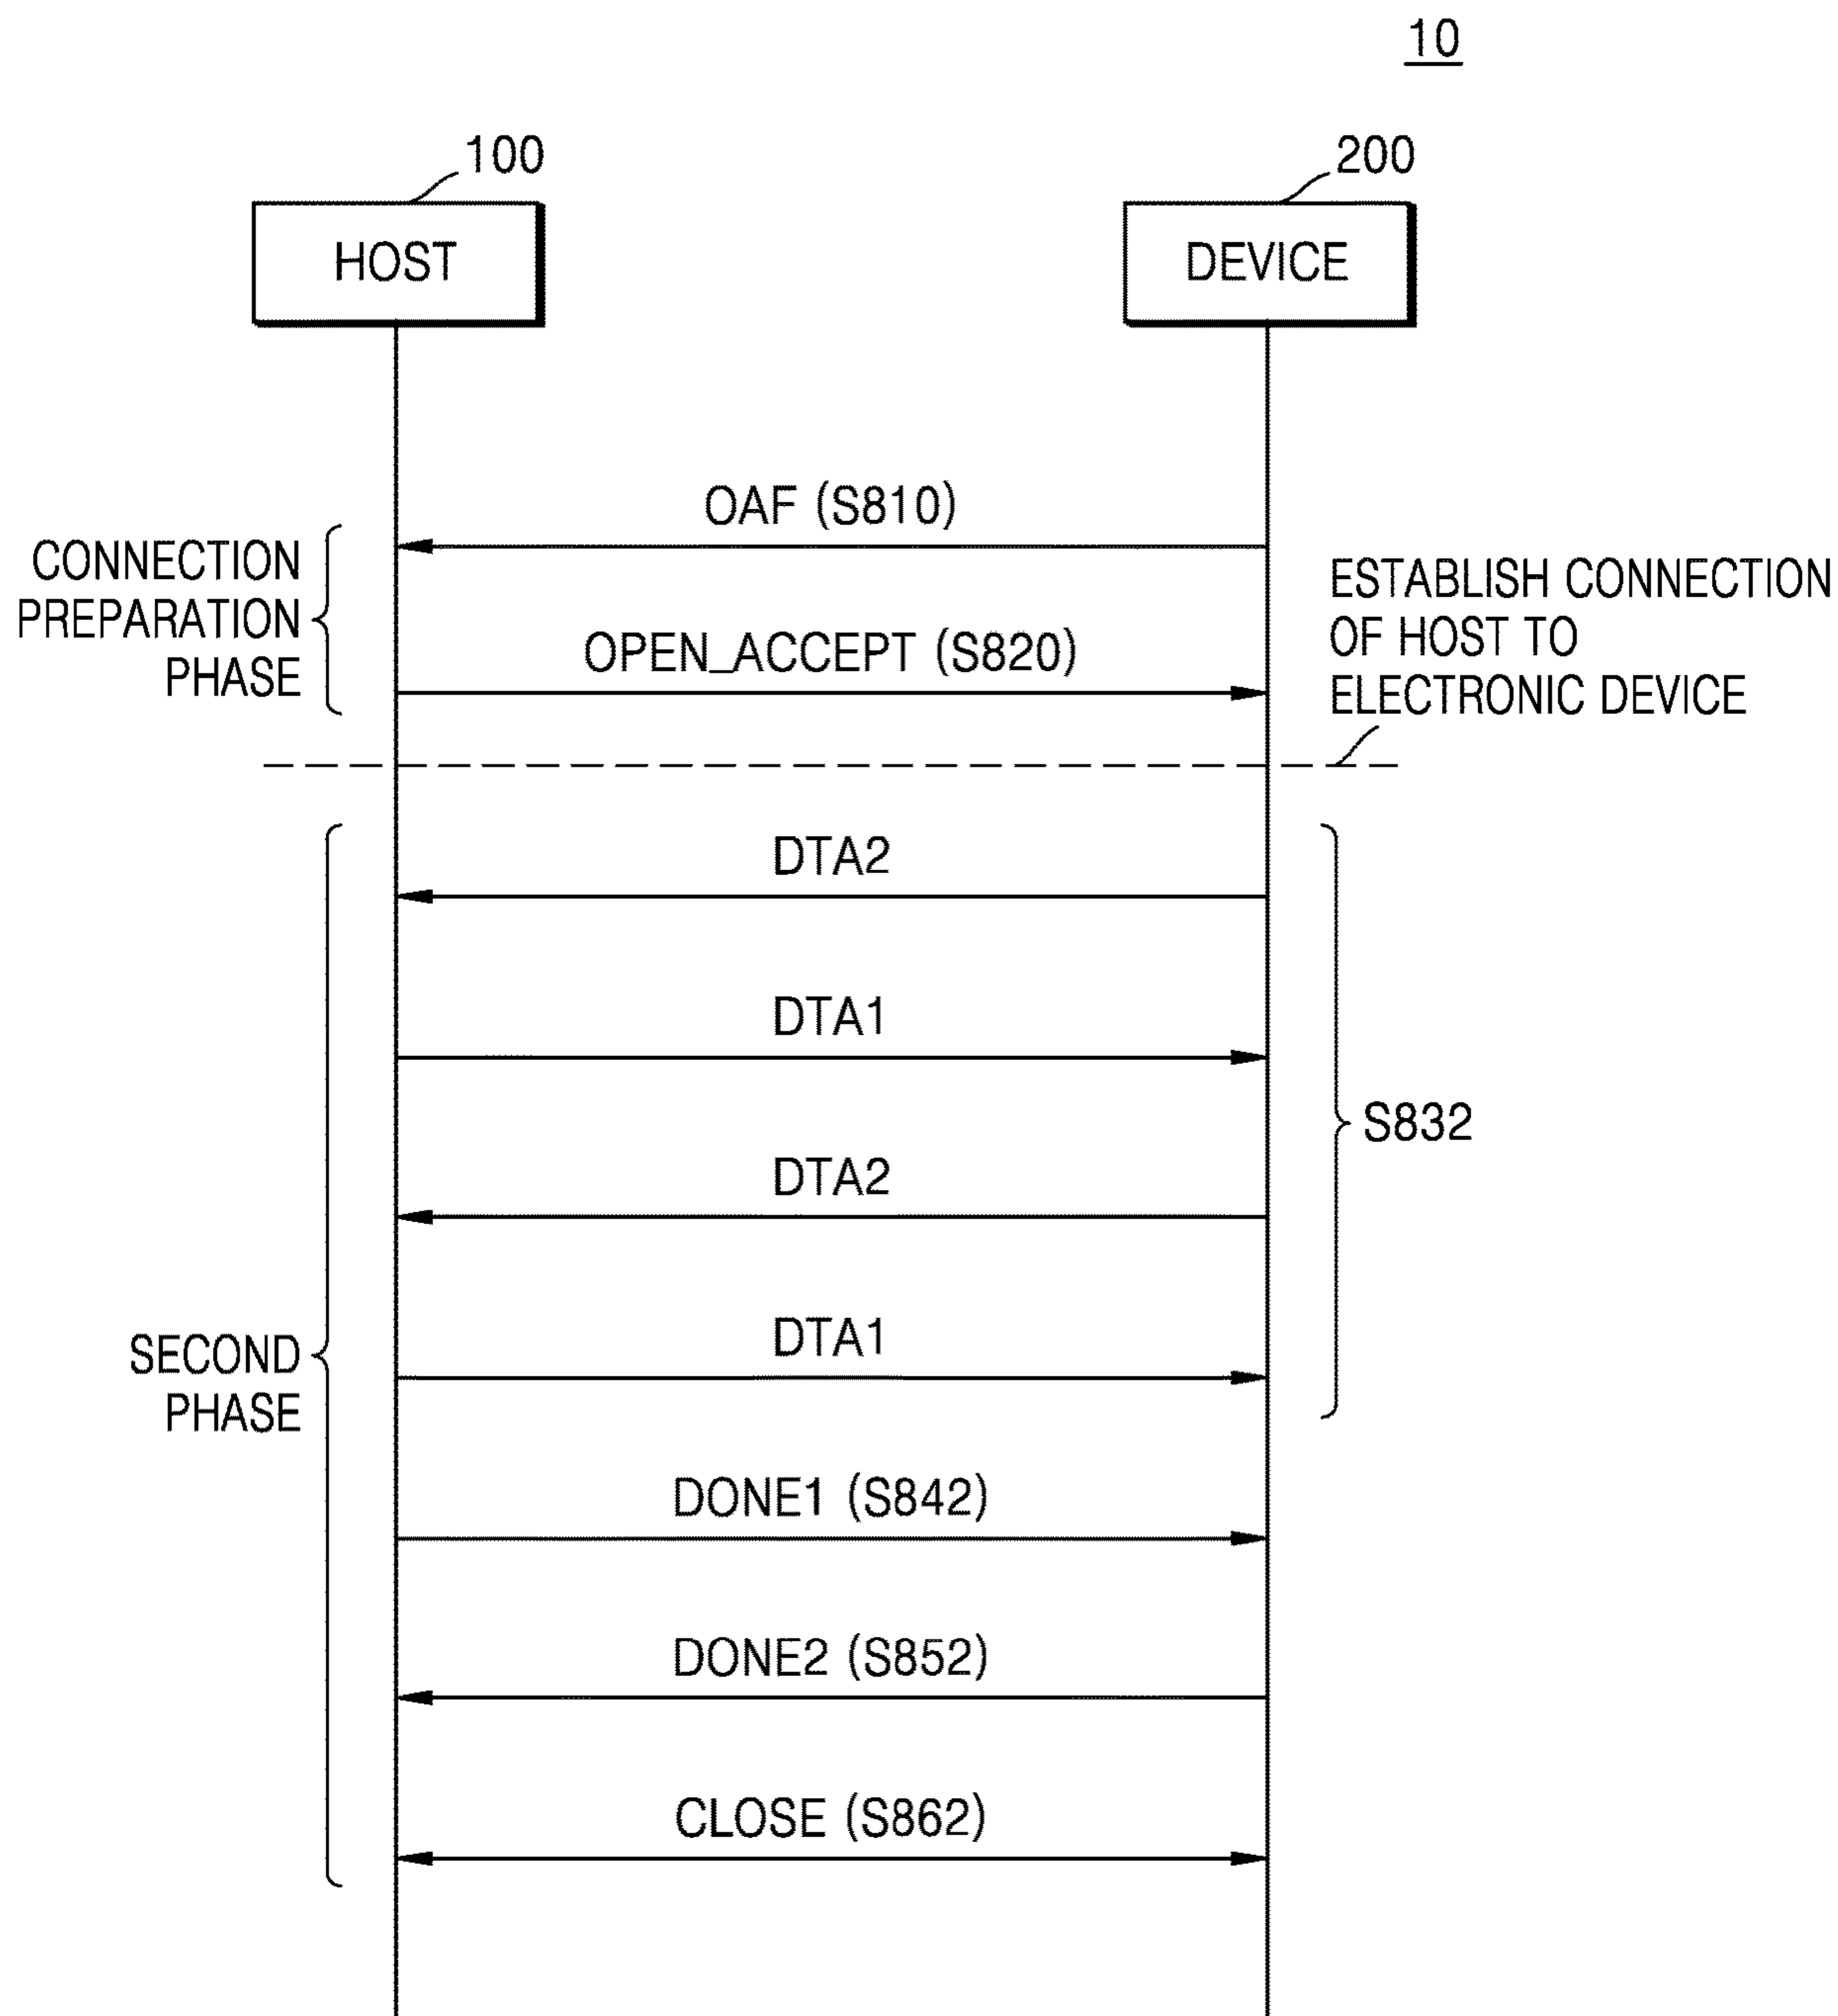 10
100
200
HOST
DEVICE
OAF (S810)
CONNECTION
PREPARATION
PHASE
OPEN_ACCEPT (S820)
ESTABLISH CONNECTION
OF HOST TO
ELECTRONIC DEVICE
DTA2
DTA1
DTA2
DTA1
S832
SECOND
PHASE
DONE1 (S842)
DONE2 (S852)
CLOSE (S862)